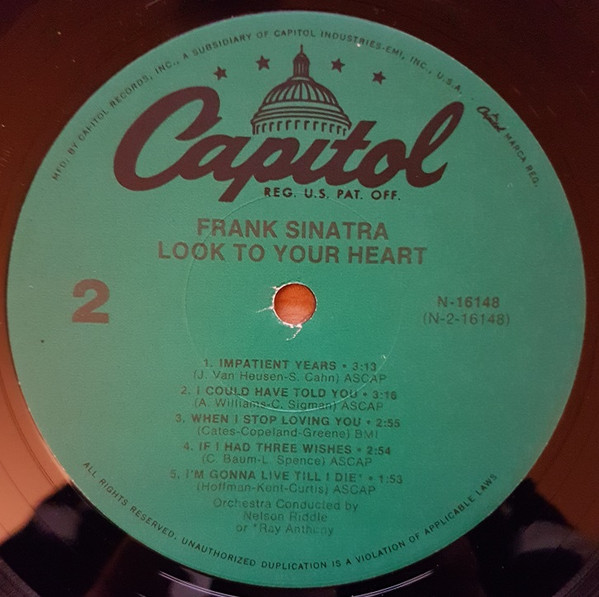 MFD. BY CAPITOL RECORDS, INC., A SUBSIDIARY OF CAPITOL INDUSTRIES-EMI, INC., U.S.A.
Capitol MARCA REG.
Capitol
REG. U.S. PAT. OFF.
FRANK SINATRA
LOOK TO YOUR HEART
2
N-16148
(N-2-16148)
1. IMPATIENT YEARS • 3:13
(J. Van Heusen-S. Cahn) ASCAP
2. I COULD HAVE TOLD YOU • 3:16
(A. Williams-C. Sigman) ASCAP
3. WHEN I STOP LOVING YOU • 2:55
(Cates-Copeland-Greene) BMI
4. IF I HAD THREE WISHES • 2:54
(C. Baum-L. Spence) ASCAP
5. I'M GONNA LIVE TILL I DIE* • 1:53
(Hoffman-Kent-Curtis) ASCAP
Orchestra Conducted by
Nelson Riddle
or *Ray Anthony
ALL RIGHTS RESERVED. UNAUTHORIZED DUPLICATION IS A VIOLATION OF APPLICABLE LAWS